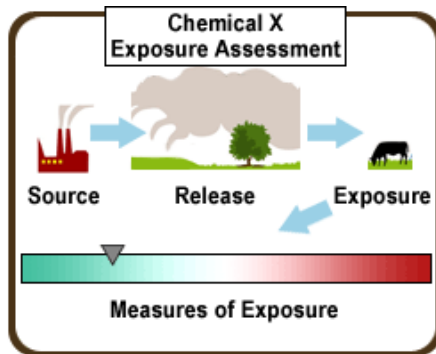 Chemical X
Exposure Assessment
Source
Release
Exposure
Measures of Exposure